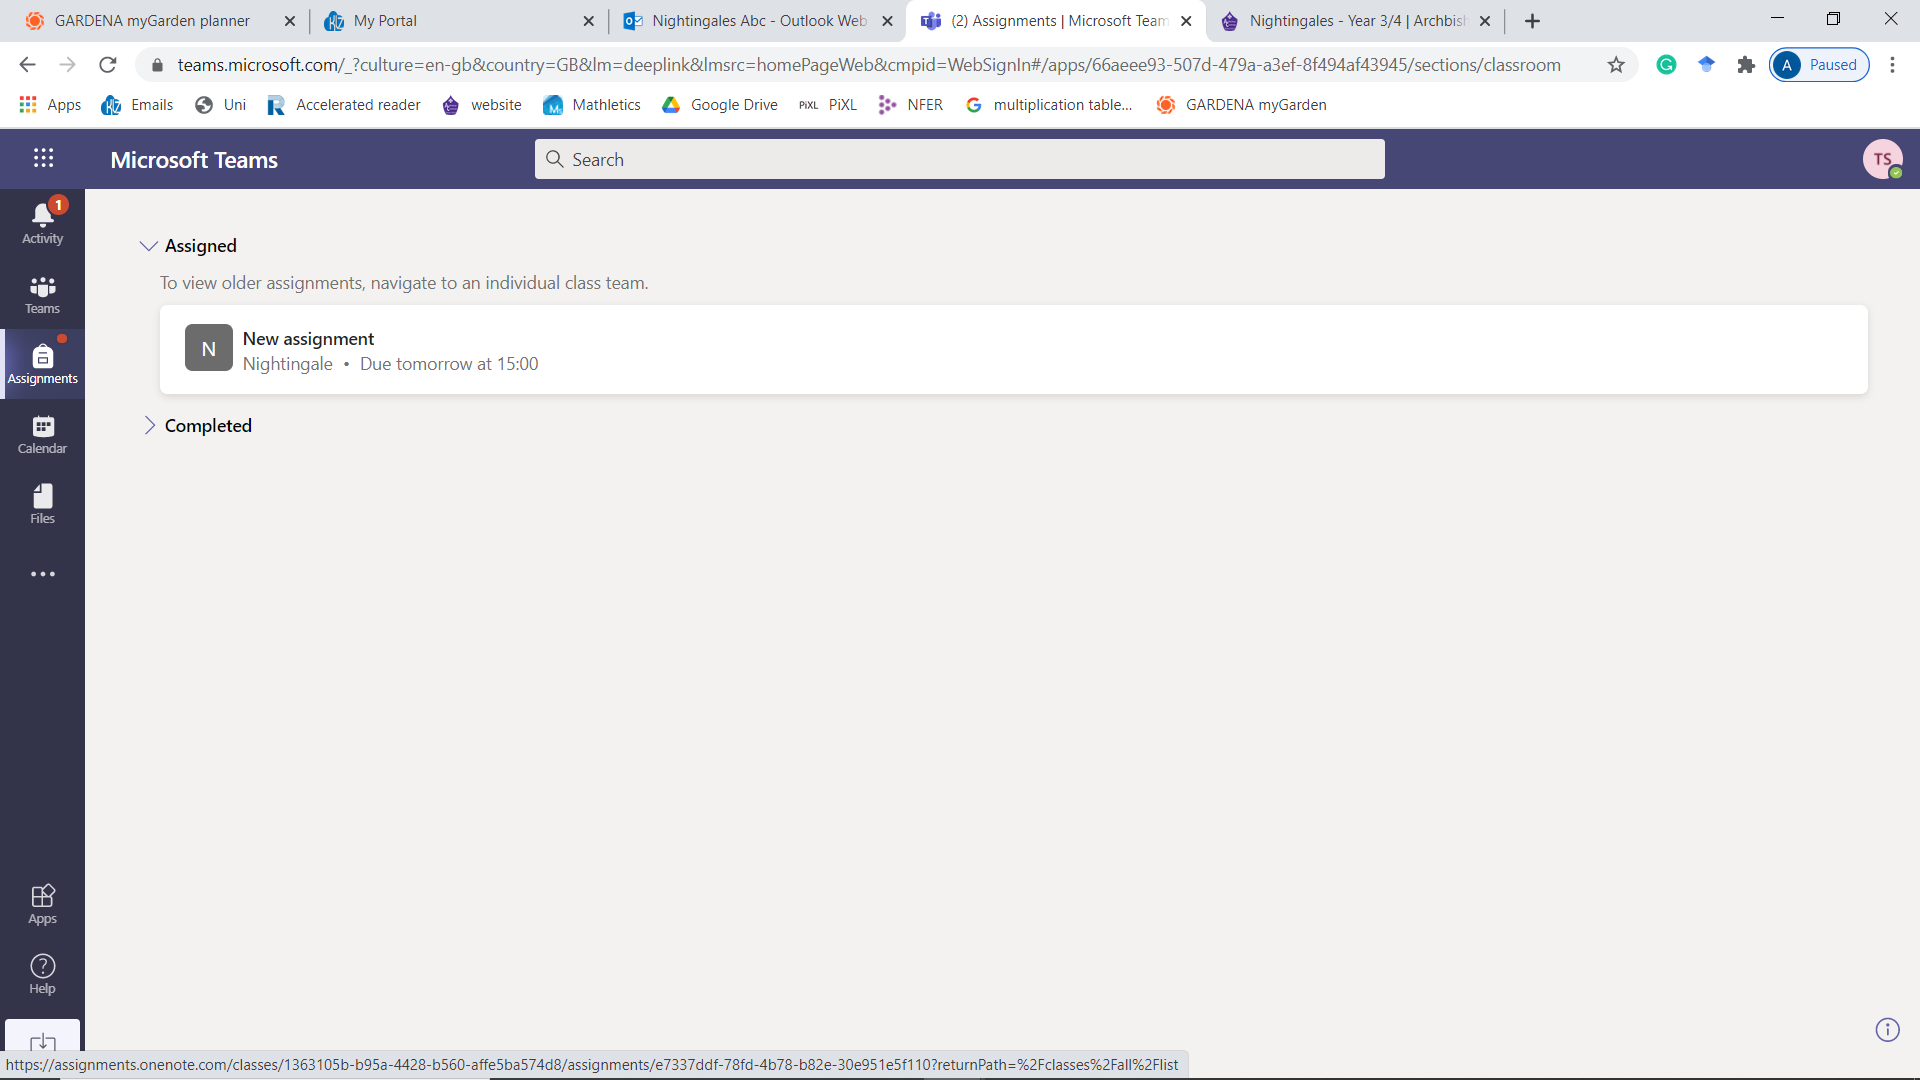 GARDENA myGarden planner
My Portal
Nightingales Abc - Outlook Web
(2) Assignments | Microsoft Team
Nightingales - Year 3/4 | Archbish
teams.microsoft.com/_?culture=en-gb&country=GB&lm=deeplink&lmsrc=homePageWeb&cmpid=WebSignIn#/apps/66aeee93-507d-479a-a3ef-8f494af43945/sections/classroom
A Paused
Apps
Emails
Uni
Accelerated reader
website
Mathletics
Google Drive
PiXL PiXL
NFER
multiplication table...
GARDENA myGarden
Microsoft Teams
Search
TS
1
Activity
Teams
Assignments
Calendar
Files
Apps
Help
Assigned
To view older assignments, navigate to an individual class team.
N
New assignment
Nightingale • Due tomorrow at 15:00
Completed
https://assignments.onenote.com/classes/1363105b-b95a-4428-b560-affe5ba574d8/assignments/e7337ddf-78fd-4b78-b82e-30e951e5f110?returnPath=%2Fclasses%2Fall%2Flist